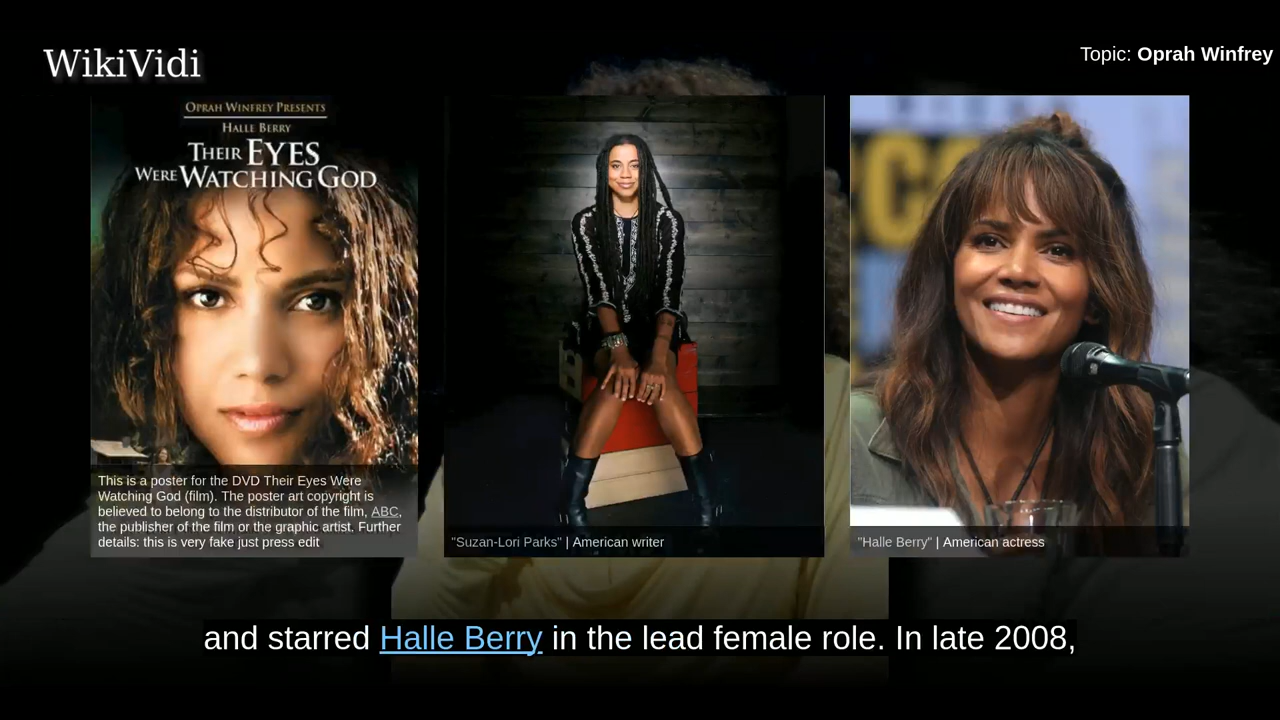 WikiVidi
Topic: Oprah Winfrey
OPRAH WINFREY PRESENTS
HALLE BERRY
THEIR EYES
WERE WATCHING GOD
This is a poster for the DVD Their Eyes Were
Watching God (film). The poster art copyright is
believed to belong to the distributor of the film, ABC,
the publisher of the film or the graphic artist. Further
details: this is very fake just press edit
"Suzan-Lori Parks" | American writer
"Halle Berry" | American actress
and starred Halle Berry in the lead female role. In late 2008,